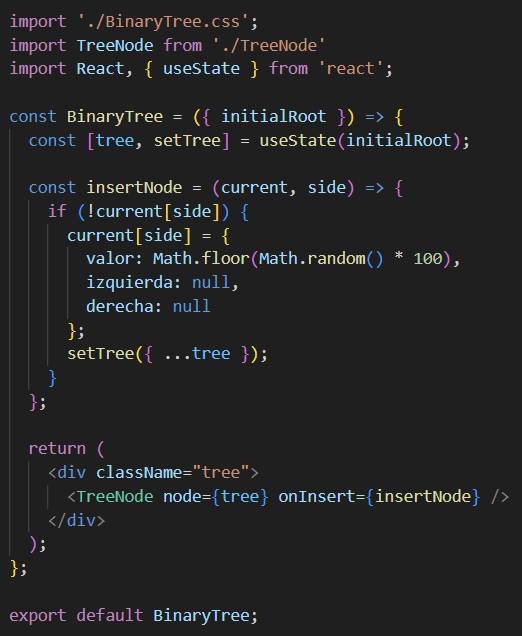 import './BinaryTree.css';
import TreeNode from './TreeNode'
import React, { useState } from 'react';

const BinaryTree = ({ initialRoot }) => {
  const [tree, setTree] = useState(initialRoot);

  const insertNode = (current, side) => {
    if (!current[side]) {
      current[side] = {
        valor: Math.floor(Math.random() * 100),
        izquierda: null,
        derecha: null
      };
      setTree({ ...tree });
    }
  };

  return (
    <div className="tree">
      <TreeNode node={tree} onInsert={insertNode} />
    </div>
  );
};

export default BinaryTree;